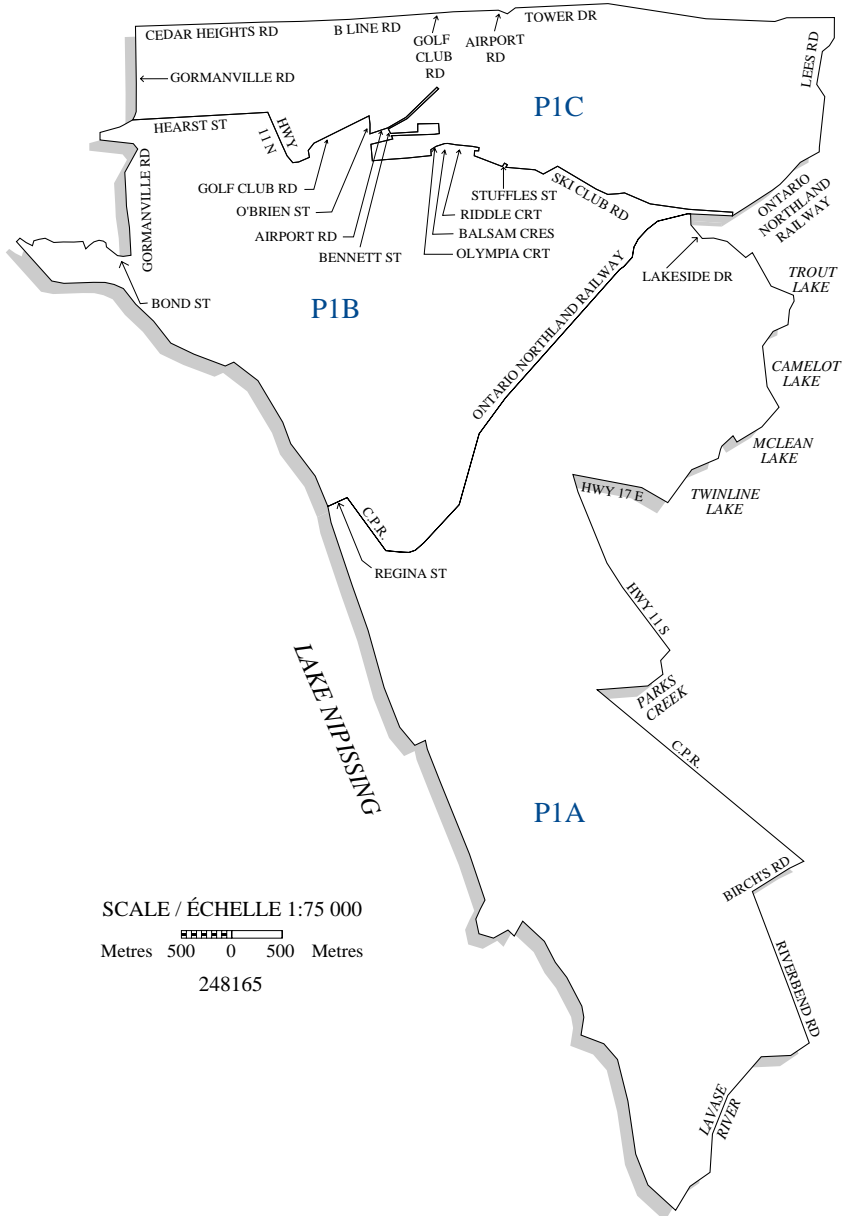 CEDAR HEIGHTS RD
B LINE RD
GOLF
CLUB
RD
AIRPORT
RD
TOWER DR
LEES RD
GORMANVILLE RD
P1C
HEARST ST
HWY
11 N
GORMANVILLE RD
GOLF CLUB RD
O'BRIEN ST
AIRPORT RD
BENNETT ST
STUFFLES ST
RIDDLE CRT
BALSAM CRES
OLYMPIA CRT
SKI CLUB RD
ONTARIO
NORTHLAND
RAILWAY
LAKESIDE DR
TROUT
LAKE
BOND ST
P1B
ONTARIO NORTHLAND RAILWAY
CAMELOT
LAKE
MCLEAN
LAKE
TWINLINE
LAKE
HWY 17 E
C.P.R.
REGINA ST
HWY 11 S
LAKE NIPISSING
PARKS
CREEK
C.P.R.
P1A
BIRCH'S RD
RIVERBEND RD
LAVASE
RIVER
SCALE / ÉCHELLE 1:75 000
Metres 500 0 500 Metres
248165